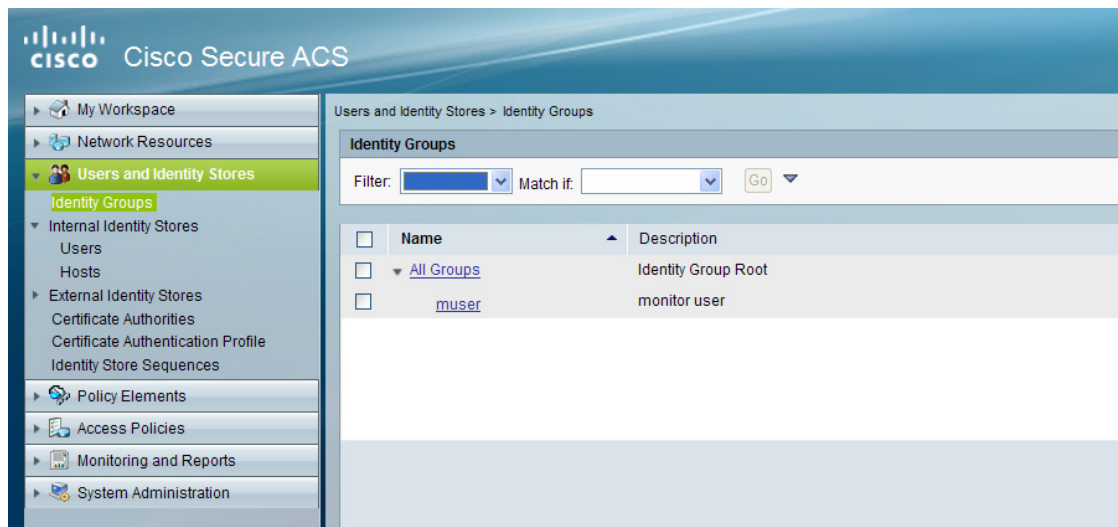 CISCO Cisco Secure ACS
My Workspace
Network Resources
Users and Identity Stores
Identity Groups
Internal Identity Stores
Users
Hosts
External Identity Stores
Certificate Authorities
Certificate Authentication Profile
Identity Store Sequences
Policy Elements
Access Policies
Monitoring and Reports
System Administration
Users and Identity Stores > Identity Groups
Identity Groups
Filter: Match if: Go
Name Description
All Groups Identity Group Root
muser monitor user